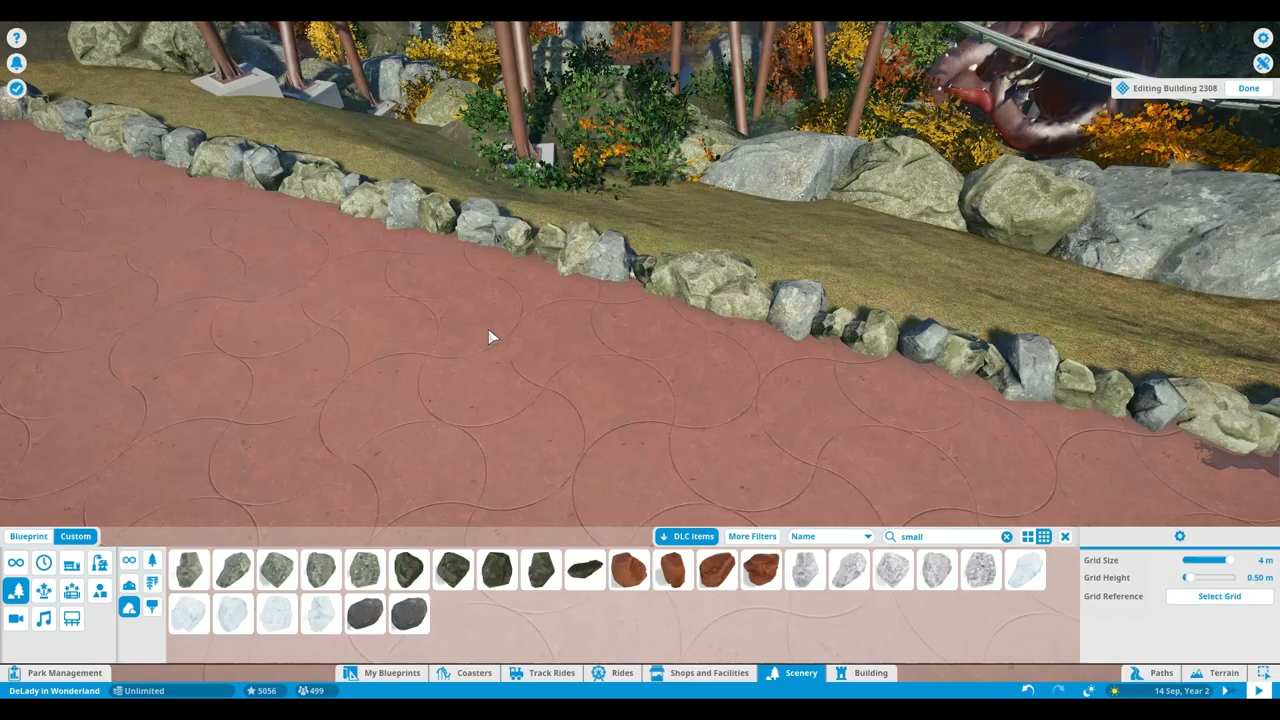 ?
Editing Building 2308
Done
Blueprint
Custom
DLC items
More Filters
Name
small
Grid Size
4 m
Grid Height
0.50 m
Grid Reference
Select Grid
Park Management
My Blueprints
Coasters
Track Rides
Rides
Shops and Facilities
Scenery
Building
Paths
Terrain
DeLady in Wonderland
Unlimited
5056
499
14 Sep, Year 2